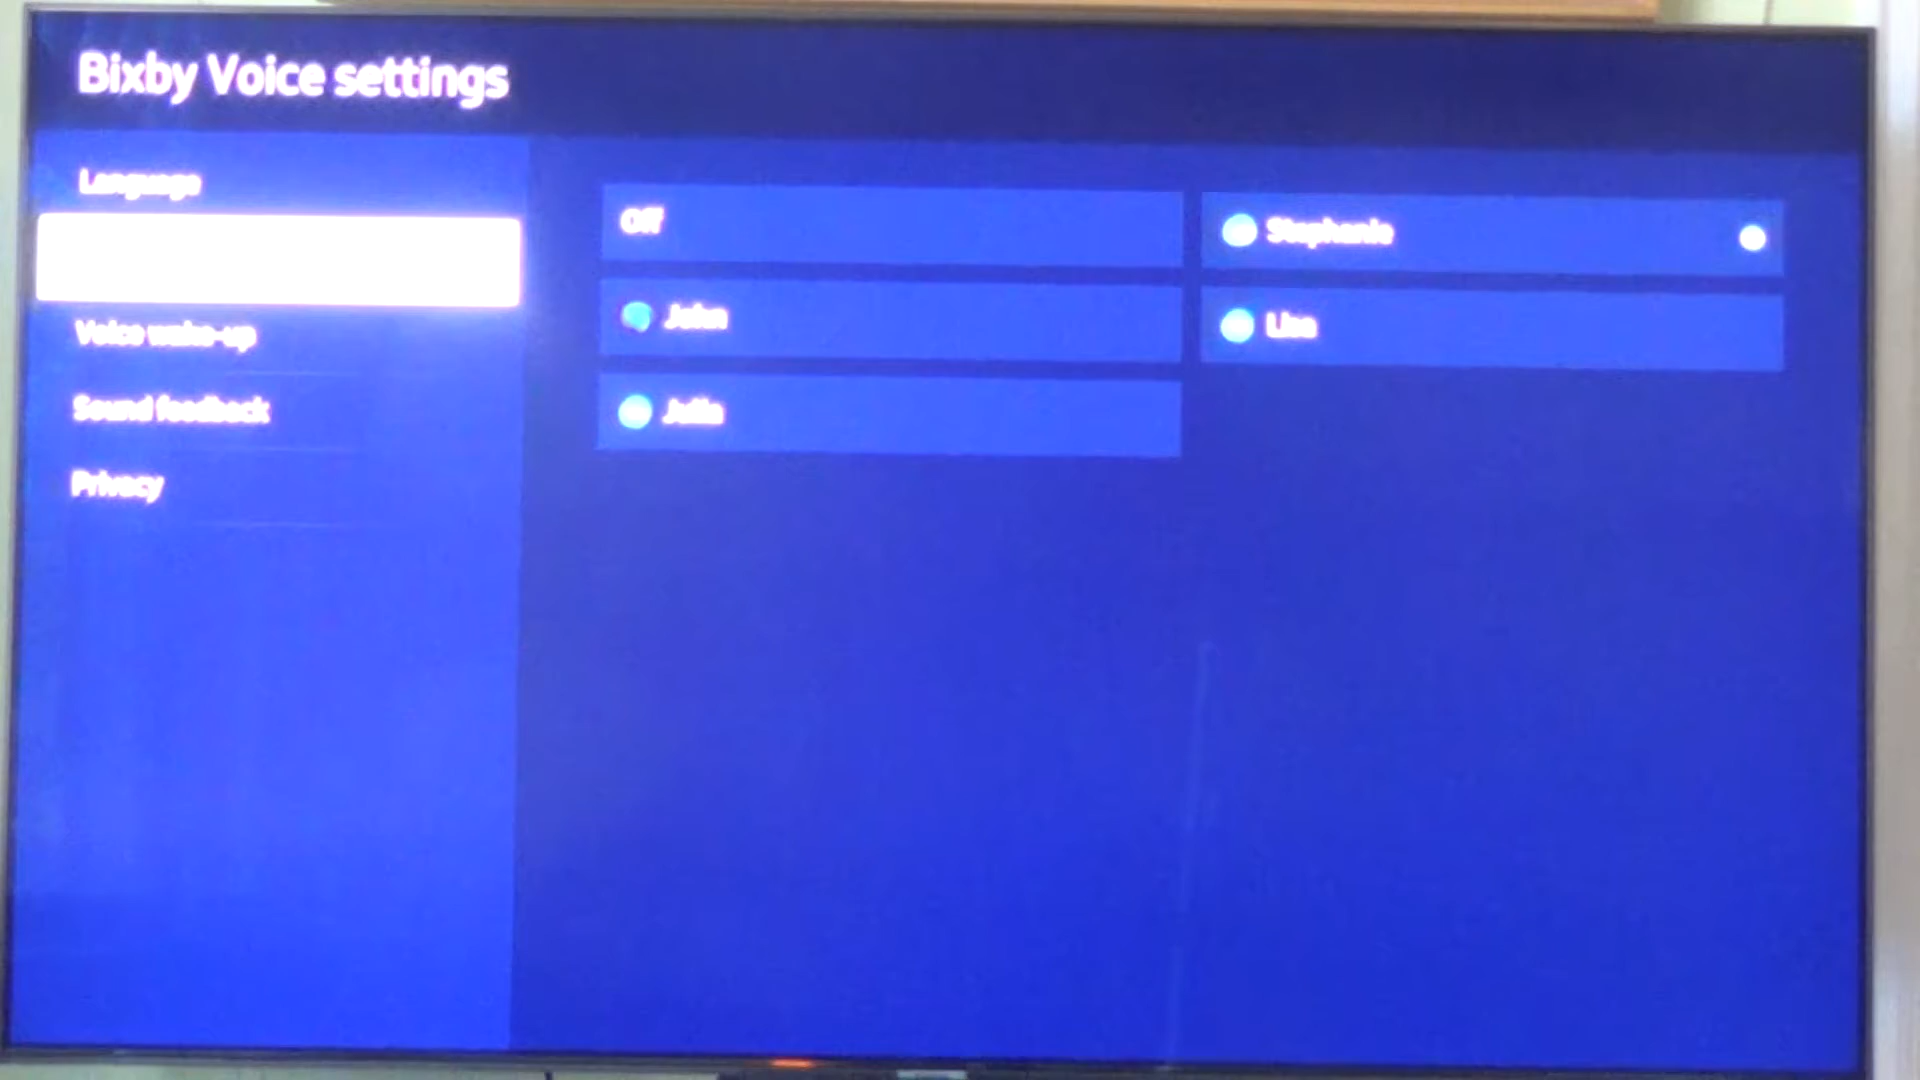 Bixby Voice settings
Language
Voice wake-up
Sound feedback
Privacy
Off
Stephanie
John
Lisa
Julia